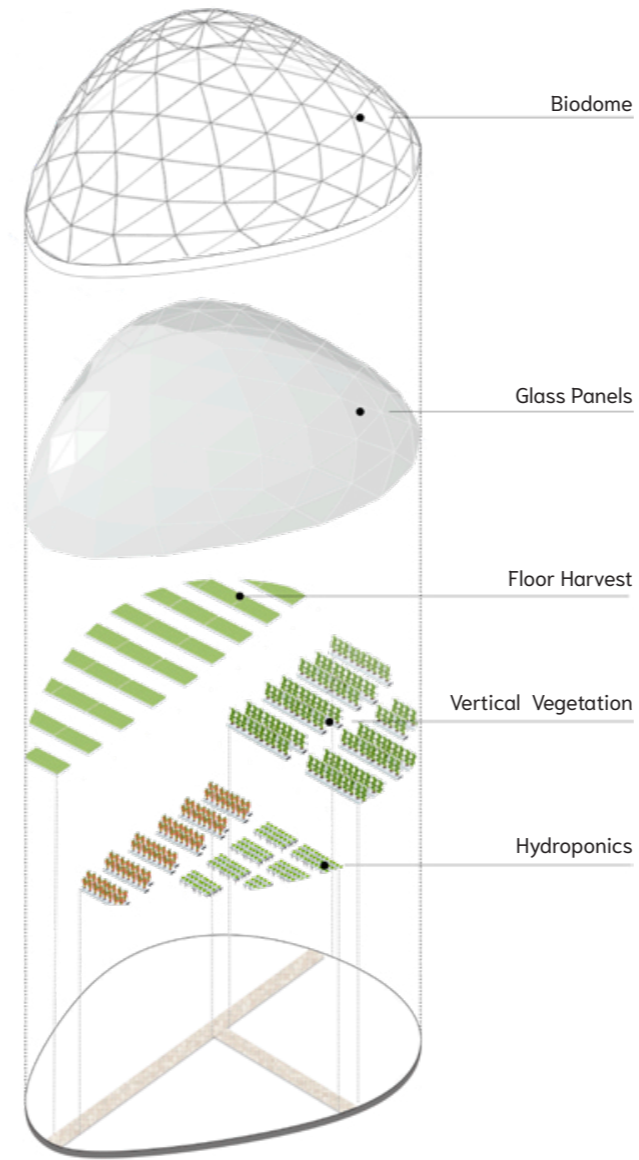 Biodome
Glass Panels
Floor Harvest
Vertical Vegetation
Hydroponics